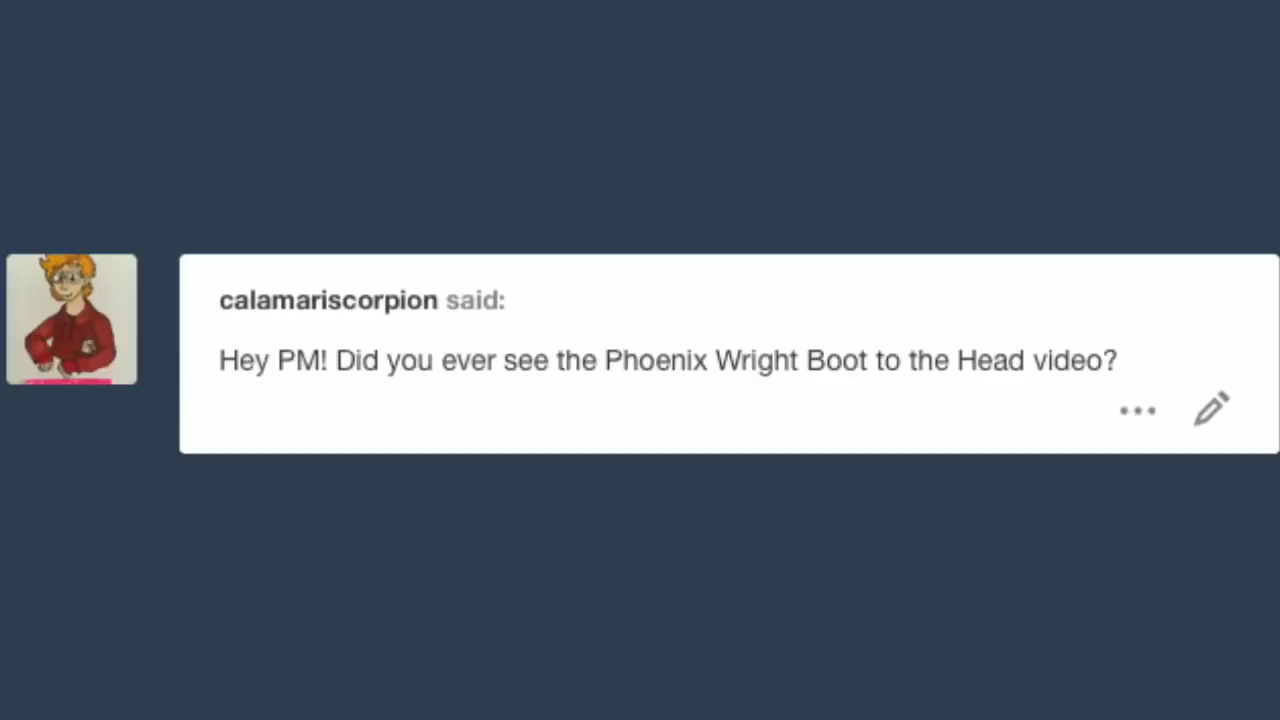 calamariscorpion said:
Hey PM! Did you ever see the Phoenix Wright Boot to the Head video?